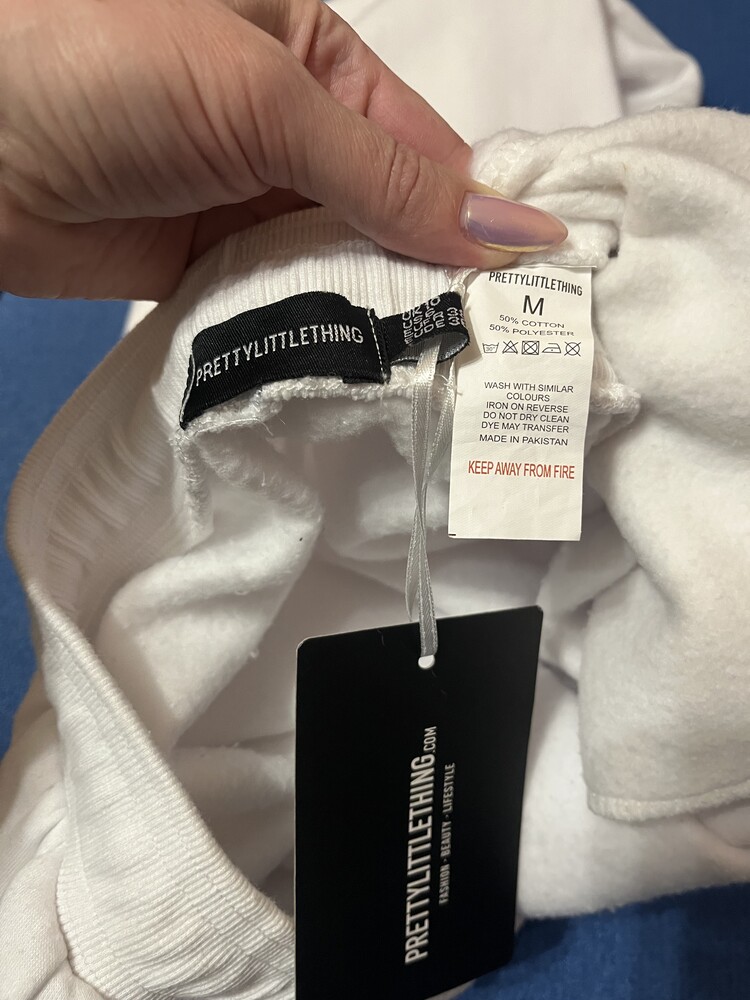 PRETTYLITTLETHING
PRETTYLITTLETHING
M
50% COTTON
50% POLYESTER
WASH WITH SIMILAR
COLOURS
IRON ON REVERSE
DO NOT DRY CLEAN
DYE MAY TRANSFER
MADE IN PAKISTAN
KEEP AWAY FROM FIRE
PRETTYLITTLETHING.COM
FASHION · BEAUTY · LIFESTYLE